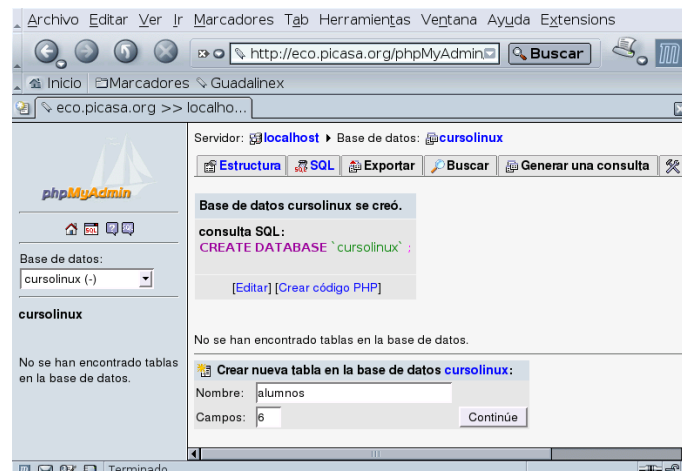 Archivo Editar Ver Ir Marcadores Tab Herramientas Ventana Ayuda Extensions
http://eco.picasa.org/phpMyAdmin Buscar
Inicio Marcadores Guadalinex
eco.picasa.org >> localho...
phpMyAdmin
SQL
Base de datos:
cursolinux (-)
cursolinux
No se han encontrado tablas
en la base de datos.
Servidor: localhost Base de datos: cursolinux
Estructura SQL Exportar Buscar Generar una consulta
Base de datos cursolinux se creó.
consulta SQL:
CREATE DATABASE `cursolinux` ;
[Editar] [Crear código PHP]
No se han encontrado tablas en la base de datos.
Crear nueva tabla en la base de datos cursolinux:
Nombre: alumnos
Campos: 6 Continúe
Terminado